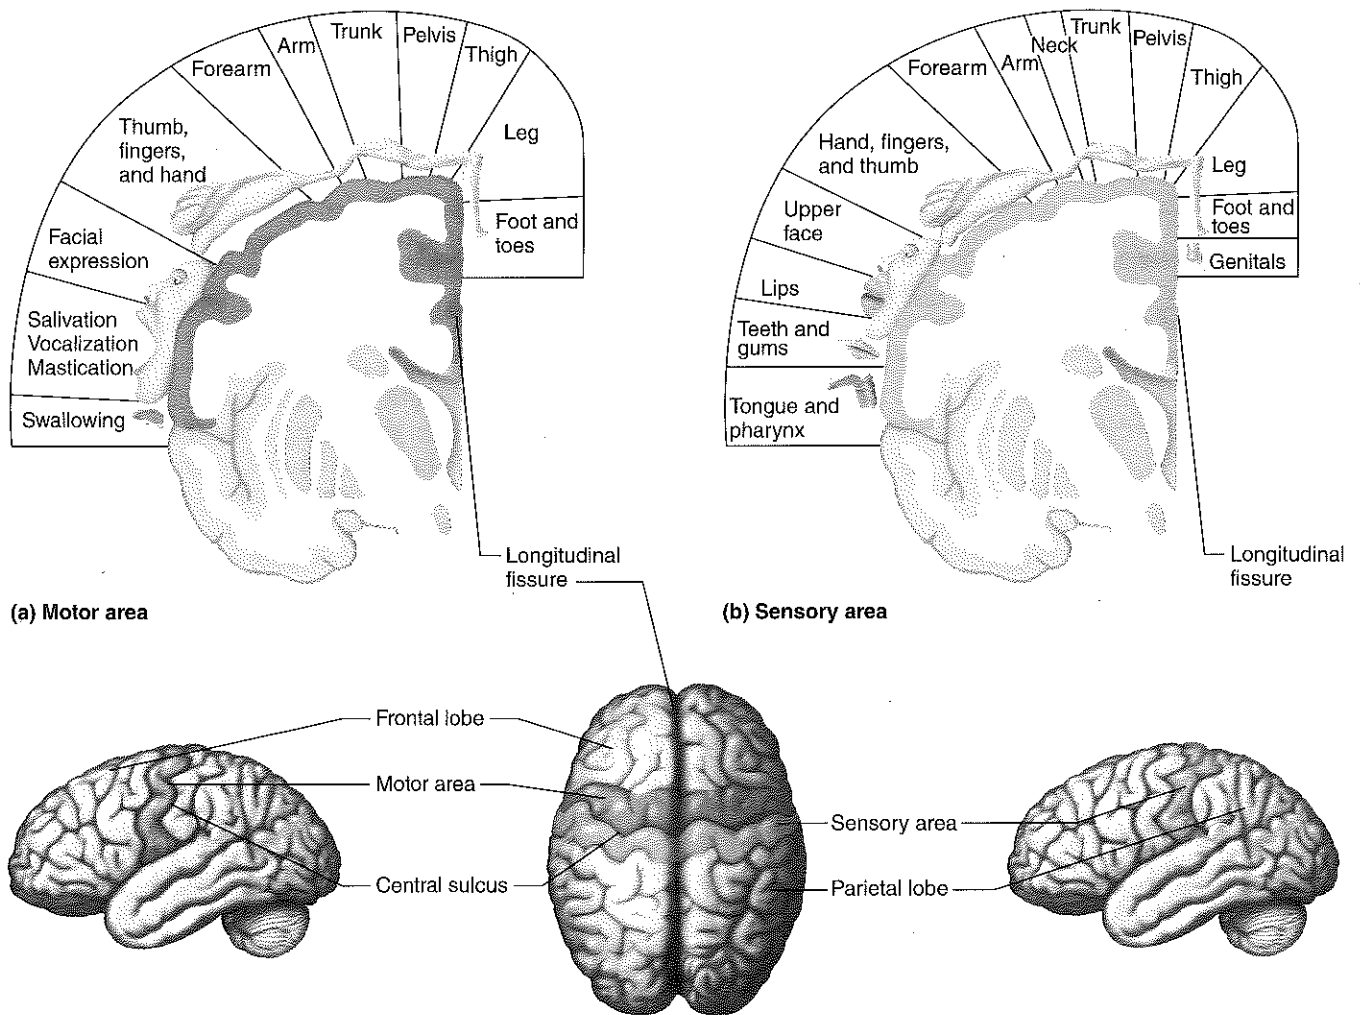 Trunk
Pelvis
Arm
Thigh
Forearm
Leg
Thumb,
fingers,
and hand
Foot and
toes
Facial
expression
Salivation
Vocalization
Mastication
Swallowing
Longitudinal
fissure
(a) Motor area
Trunk
Neck
Pelvis
Arm
Forearm
Thigh
Hand, fingers,
and thumb
Leg
Upper
face
Foot and
toes
Genitals
Lips
Teeth and
gums
Tongue and
pharynx
Longitudinal
fissure
(b) Sensory area
Frontal lobe
Motor area
Sensory area
Central sulcus
Parietal lobe